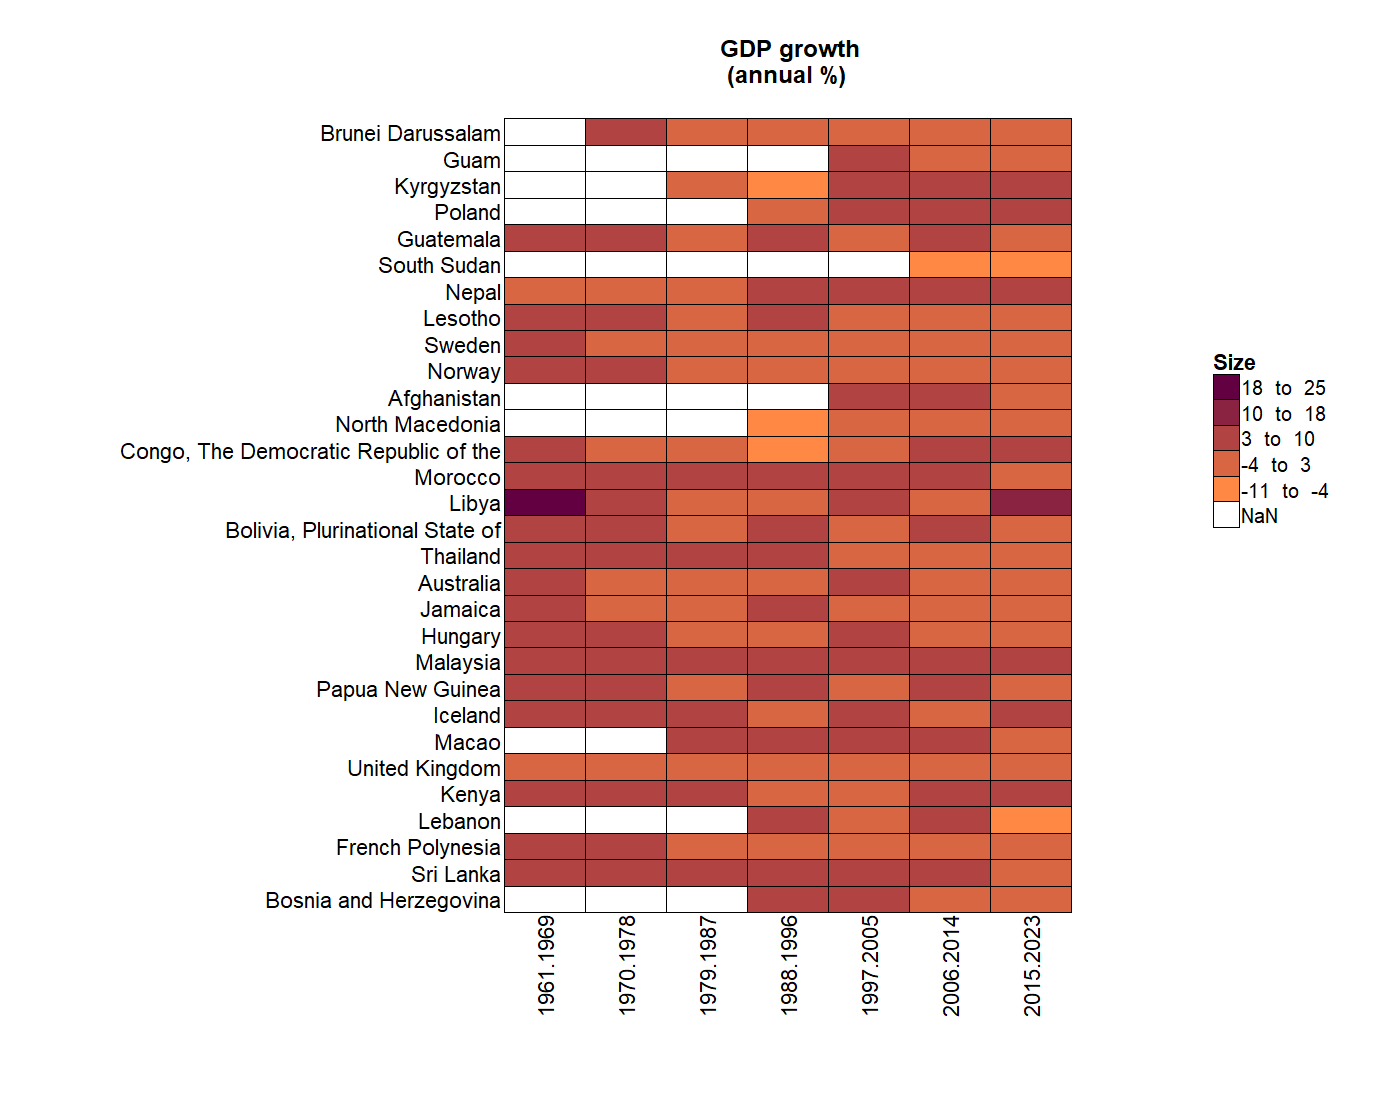 GDP growth
(annual %)
Brunei Darussalam
Guam
Kyrgyzstan
Poland
Guatemala
South Sudan
Nepal
Lesotho
Sweden
Norway
Afghanistan
North Macedonia
Congo, The Democratic Republic of the
Morocco
Libya
Bolivia, Plurinational State of
Thailand
Australia
Jamaica
Hungary
Malaysia
Papua New Guinea
Iceland
Macao
United Kingdom
Kenya
Lebanon
French Polynesia
Sri Lanka
Bosnia and Herzegovina
1961.1969
1970.1978
1979.1987
1988.1996
1997.2005
2006.2014
2015.2023
Size
18 to 25
10 to 18
3 to 10
-4 to 3
-11 to -4
NaN